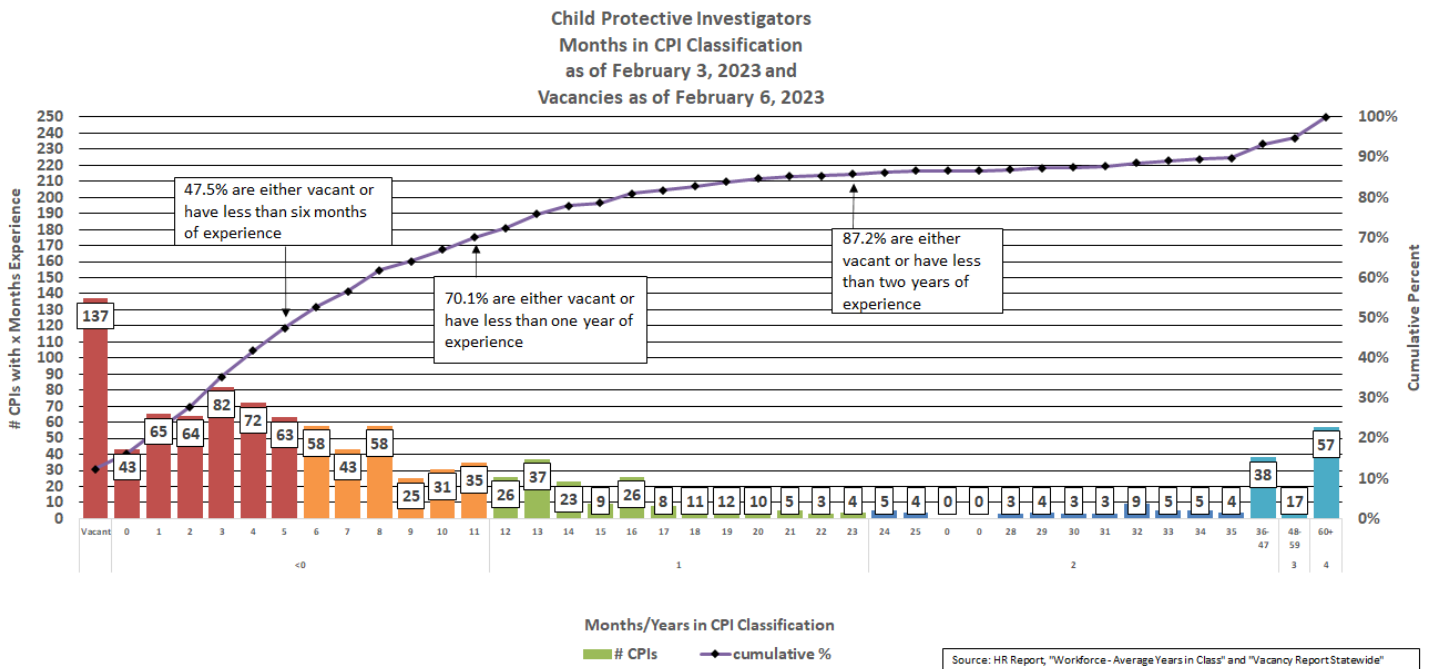 Child Protective Investigators
Months in CPI Classification
as of February 3, 2023 and
Vacancies as of February 6, 2023
# CPIs with x Months Experience
250
240
230
220
210
200
190
180
170
160
150
140
130
120
110
100
90
80
70
60
50
40
30
20
10
0
47.5% are either vacant or
have less than six months
of experience
70.1% are either vacant or
have less than one year of
experience
87.2% are either
vacant or have less
than two years of
experience
100%
90%
80%
70%
60%
50%
40%
30%
20%
10%
0%
Cumulative Percent
137 43 65 64 82 72 63 58 43 58 25 31 35 26 37 23 9 26 8 11 12 10 5 3 4 5 4 0 0 3 4 3 3 9 5 5 4 38 17 57
Vacant 0 1 2 3 4 5 6 7 8 9 10 11 12 13 14 15 16 17 18 19 20 21 22 23 24 25 0 0 28 29 30 31 32 33 34 35 36-47 48-59 60+
<0 1 2 3 4
Months/Years in CPI Classification
# CPIs cumulative %
Source: HR Report, "Workforce - Average Years in Class" and "Vacancy Report Statewide"